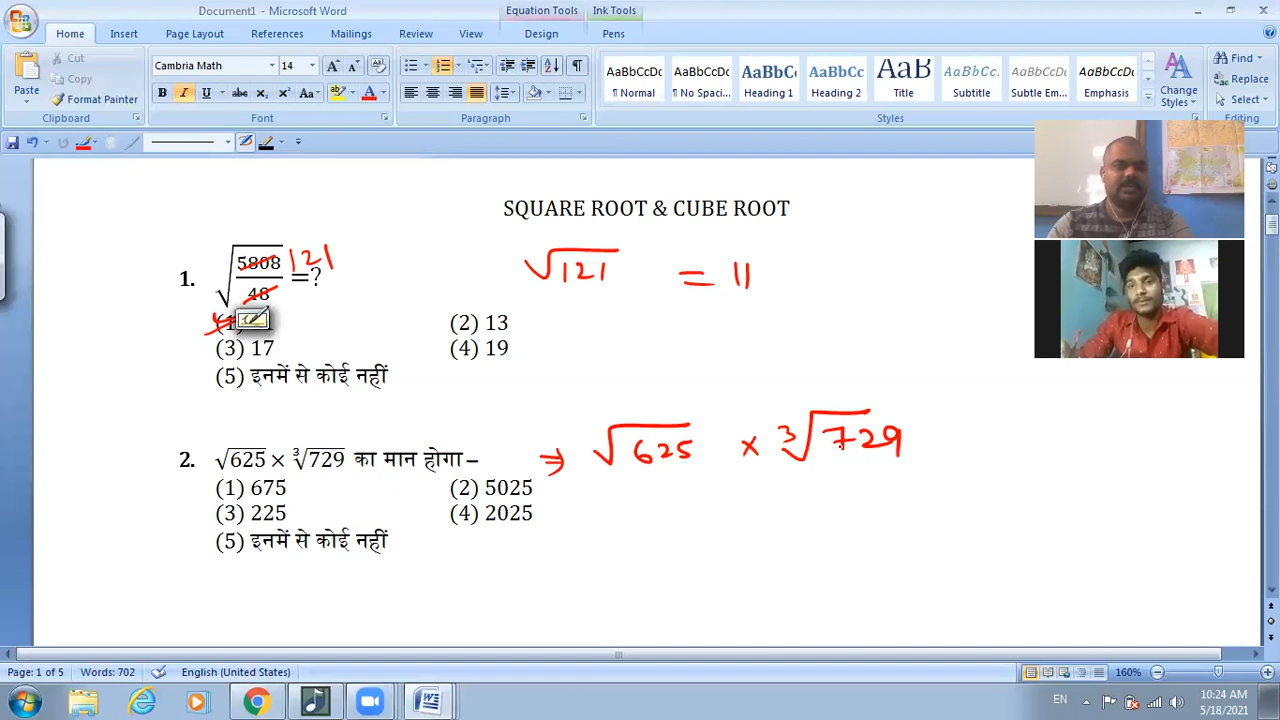 Document1 - Microsoft Word
Equation Tools
Ink Tools
Home Insert Page Layout References Mailings Review View Design Pens
Cut
Copy
Format Painter
Paste
Clipboard
Cambria Math 14
B I U abc x₂ x² Aa A
Font
Paragraph
AaBbCcDc AaBbCcDc AaBbCc AaBbCc AaB AaBbCc. AaBbCcDc AaBbCcDc
¶ Normal ¶ No Spaci... Heading 1 Heading 2 Title Subtitle Subtle Em... Emphasis
Change Styles
Styles
Find
Replace
Select
Editing
SQUARE ROOT & CUBE ROOT
1. √(5808/48) = ?
121
√121 = 11
(2) 13
(3) 17 (4) 19
(5) इनमें से कोई नहीं
2. √625 × ∛729 का मान होगा–
⇒ √625 × ∛729
(1) 675 (2) 5025
(3) 225 (4) 2025
(5) इनमें से कोई नहीं
Page: 1 of 5 Words: 702 English (United States) 160%
EN
10:24 AM
5/18/2021